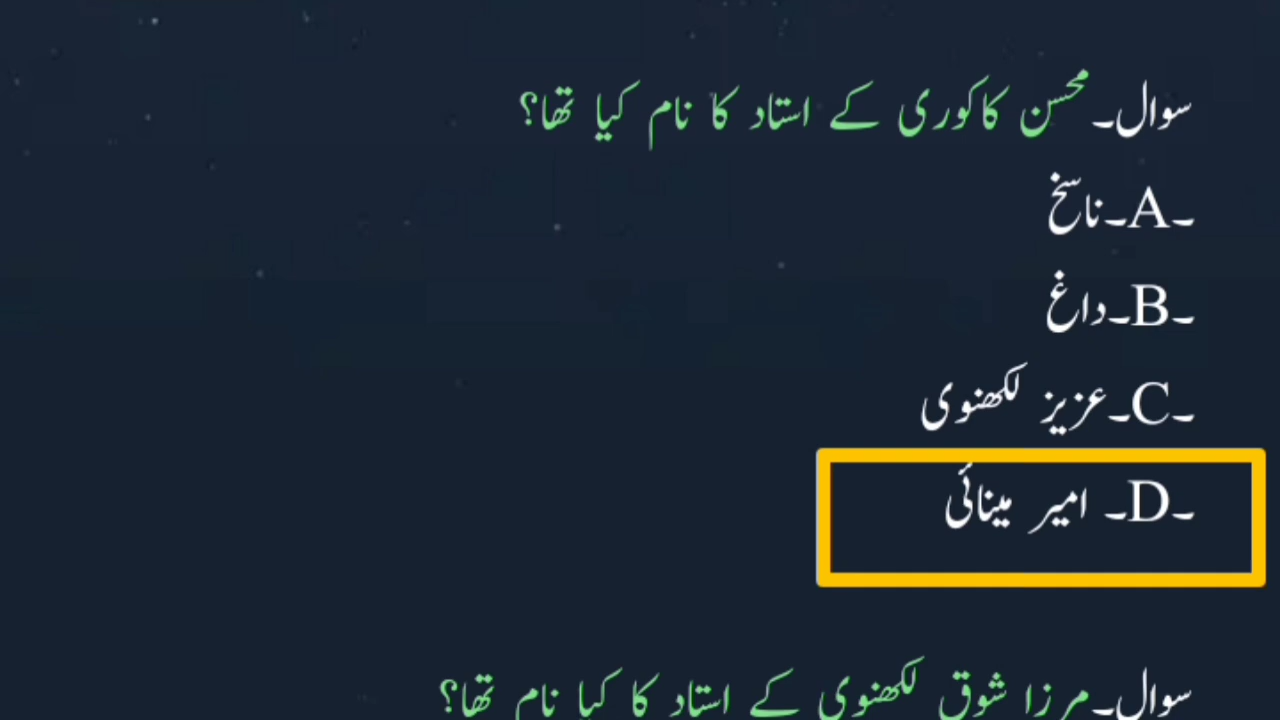 سوال۔محسن کاکوری کے استاد کا نام کیا تھا؟
۔A۔ناسخ
۔B۔داغ
۔C۔عزیز لکھنوی
۔D۔ امیر مینائی
سوال۔مرزا شوق لکھنوی کے استاد کا کیا نام تھا؟